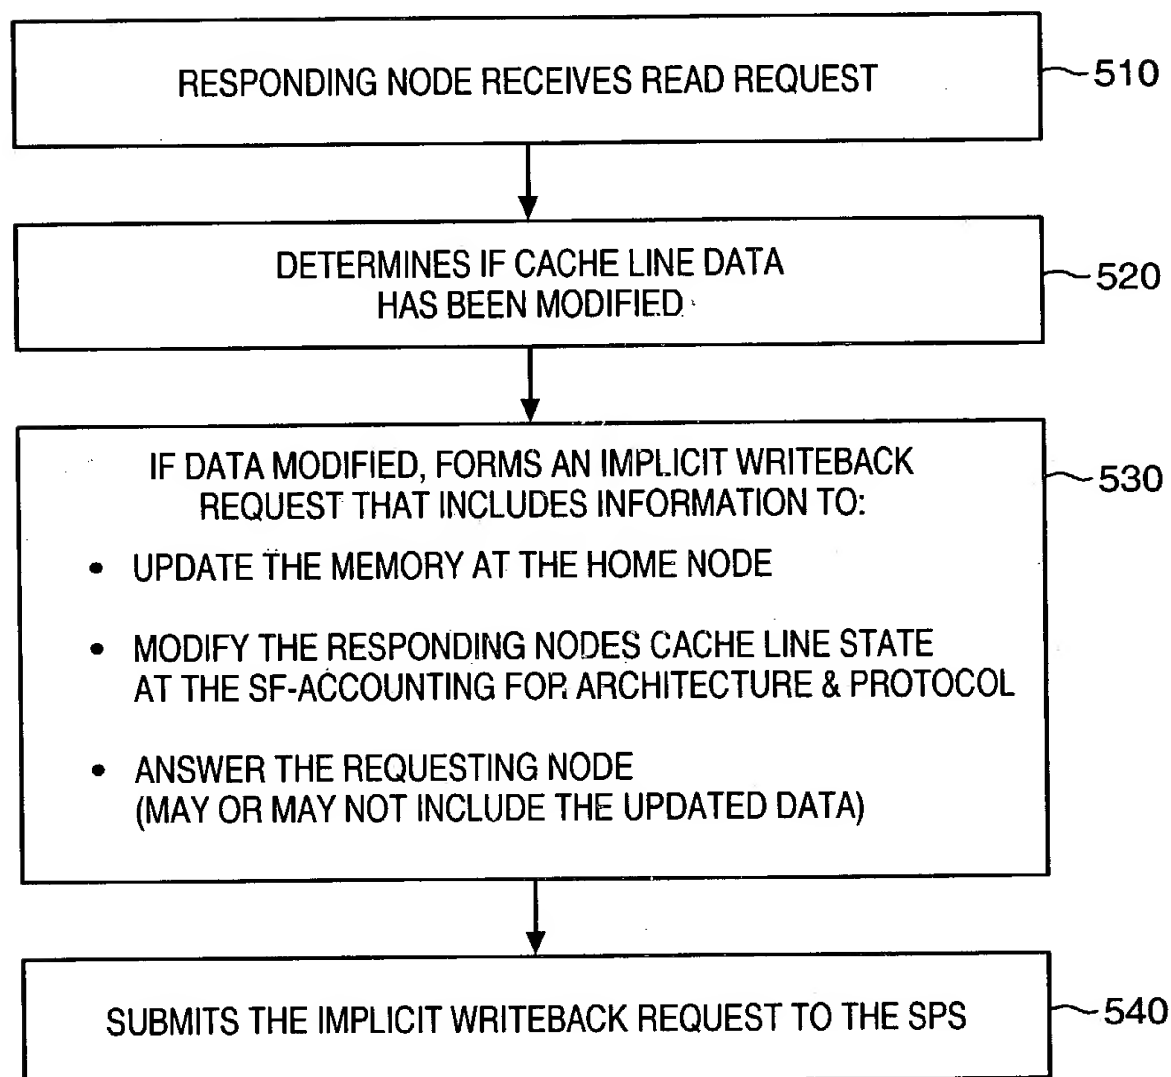 RESPONDING NODE RECEIVES READ REQUEST
510
DETERMINES IF CACHE LINE DATA
HAS BEEN MODIFIED
520
IF DATA MODIFIED, FORMS AN IMPLICIT WRITEBACK
REQUEST THAT INCLUDES INFORMATION TO:
530
• UPDATE THE MEMORY AT THE HOME NODE
• MODIFY THE RESPONDING NODES CACHE LINE STATE
AT THE SF-ACCOUNTING FOR ARCHITECTURE & PROTOCOL
• ANSWER THE REQUESTING NODE
(MAY OR MAY NOT INCLUDE THE UPDATED DATA)
SUBMITS THE IMPLICIT WRITEBACK REQUEST TO THE SPS
540